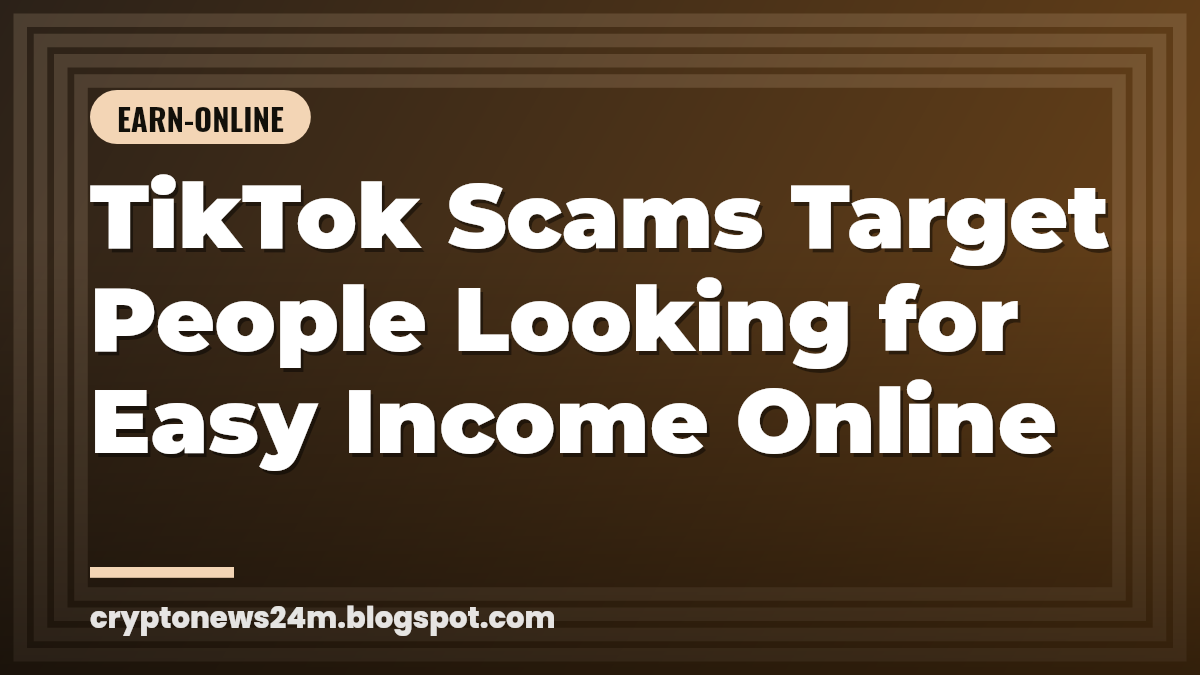 EARN-ONLINE
TikTok Scams Target
People Looking for
Easy Income Online
cryptonews24m.blogspot.com